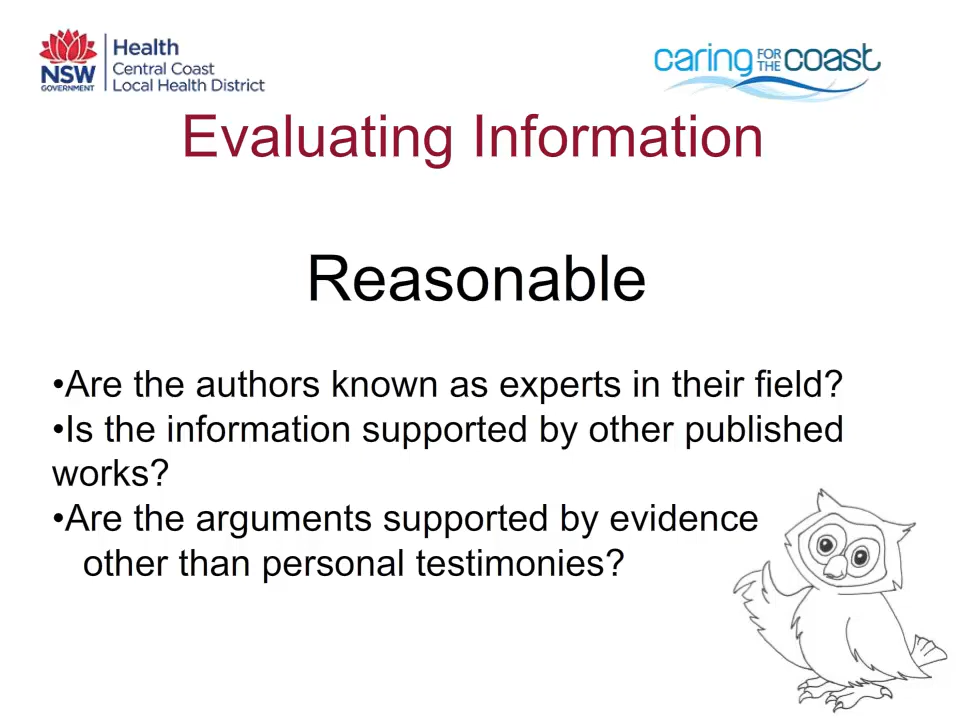 Health
Central Coast
Local Health District
NSW
GOVERNMENT
caring FOR THE coast
Evaluating Information
Reasonable
•Are the authors known as experts in their field?
•Is the information supported by other published
works?
•Are the arguments supported by evidence
other than personal testimonies?